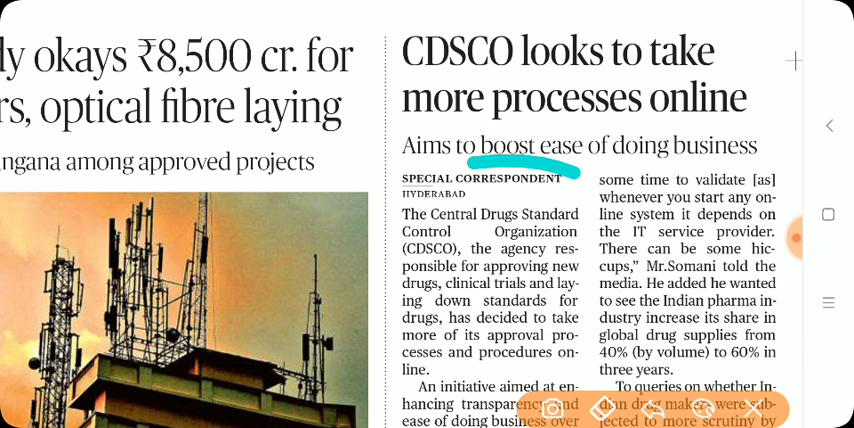 dy okays ₹8,500 cr. for
rs, optical fibre laying
ngana among approved projects
CDSCO looks to take
more processes online
Aims to boost ease of doing business
SPECIAL CORRESPONDENT
HYDERABAD
The Central Drugs Standard
Control Organization
(CDSCO), the agency res-
ponsible for approving new
drugs, clinical trials and lay-
ing down standards for
drugs, has decided to take
more of its approval pro-
cesses and procedures on-
line.
An initiative aimed at en-
hancing transparency and
ease of doing business over
some time to validate [as]
whenever you start any on-
line system it depends on
the IT service provider.
There can be some hic-
cups,” Mr.Somani told the
media. He added he wanted
to see the Indian pharma in-
dustry increase its share in
global drug supplies from
40% (by volume) to 60% in
three years.
To queries on whether In-
dian drug makers were sub-
jected to more scrutiny by